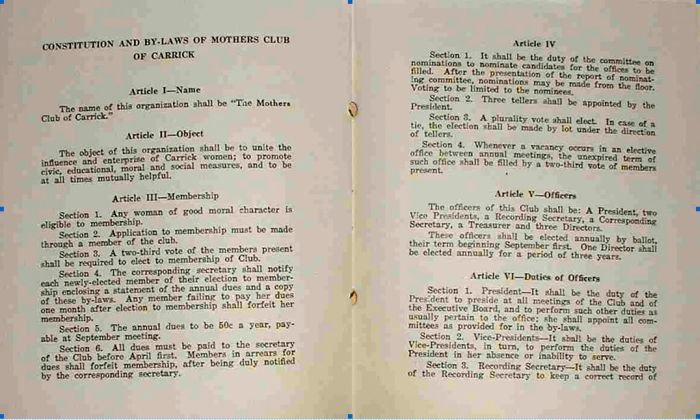 CONSTITUTION AND BY-LAWS OF MOTHERS CLUB
OF CARRICK
Article I—Name
The name of this organization shall be "The Mothers
Club of Carrick."
Article II—Object
The object of this organization shall be to unite the
influence and enterprise of Carrick women; to promote
civic, educational, moral and social measures, and to be
at all times mutually helpful.
Article III—Membership
Section 1. Any woman of good moral character is
eligible to membership.
Section 2. Application to membership must be made
through a member of the club.
Section 3. A two-third vote of the members present
shall be required to elect to membership of Club.
Section 4. The corresponding secretary shall notify
each newly-elected member of their election to member-
ship enclosing a statement of the annual dues and a copy
of these by-laws. Any member failing to pay her dues
one month after election to membership shall forfeit her
membership.
Section 5. The annual dues to be 50c a year, pay-
able at September meeting.
Section 6. All dues must be paid to the secretary
of the Club before April first. Members in arrears for
dues shall forfeit membership, after being duly notified
by the corresponding secretary.
Article IV
Section 1. It shall be the duty of the committee on
nominations to nominate candidates for the offices to be
filled. After the presentation of the report of nominat-
ing committee, nominations may be made from the floor.
Voting to be limited to the nominees.
Section 2. Three tellers shall be appointed by the
President.
Section 3. A plurality vote shall elect. In case of a
tie, the election shall be made by lot under the direction
of tellers.
Section 4. Whenever a vacancy occurs in an elective
office between annual meetings, the unexpired term of
such office shall be filled by a two-third vote of members
present.
Article V—Officers
The officers of this Club shall be: A President, two
Vice Presidents, a Recording Secretary, a Corresponding
Secretary, a Treasurer and three Directors.
These officers shall be elected annually by ballot,
their term beginning September first. One Director shall
be elected annually for a period of three years.
Article VI—Duties of Officers
Section 1. President—It shall be the duty of the
President to preside at all meetings of the Club and of
the Executive Board, and to perform such other duties as
usually pertain to the office; she shall appoint all com-
mittees as provided for in the by-laws.
Section 2. Vice-Presidents—It shall be the duties of
Vice-Presidents, in turn, to perform the duties of the
President in her absence or inability to serve.
Section 3. Recording Secretary—It shall be the duty
of the Recording Secretary to keep a correct record of